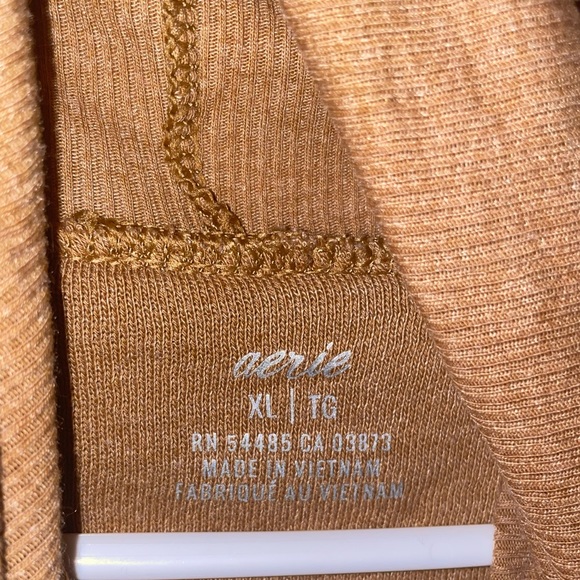 aerie
XL | TG
RN 54485 CA 03873
MADE IN VIETNAM
FABRIQUÉ AU VIETNAM